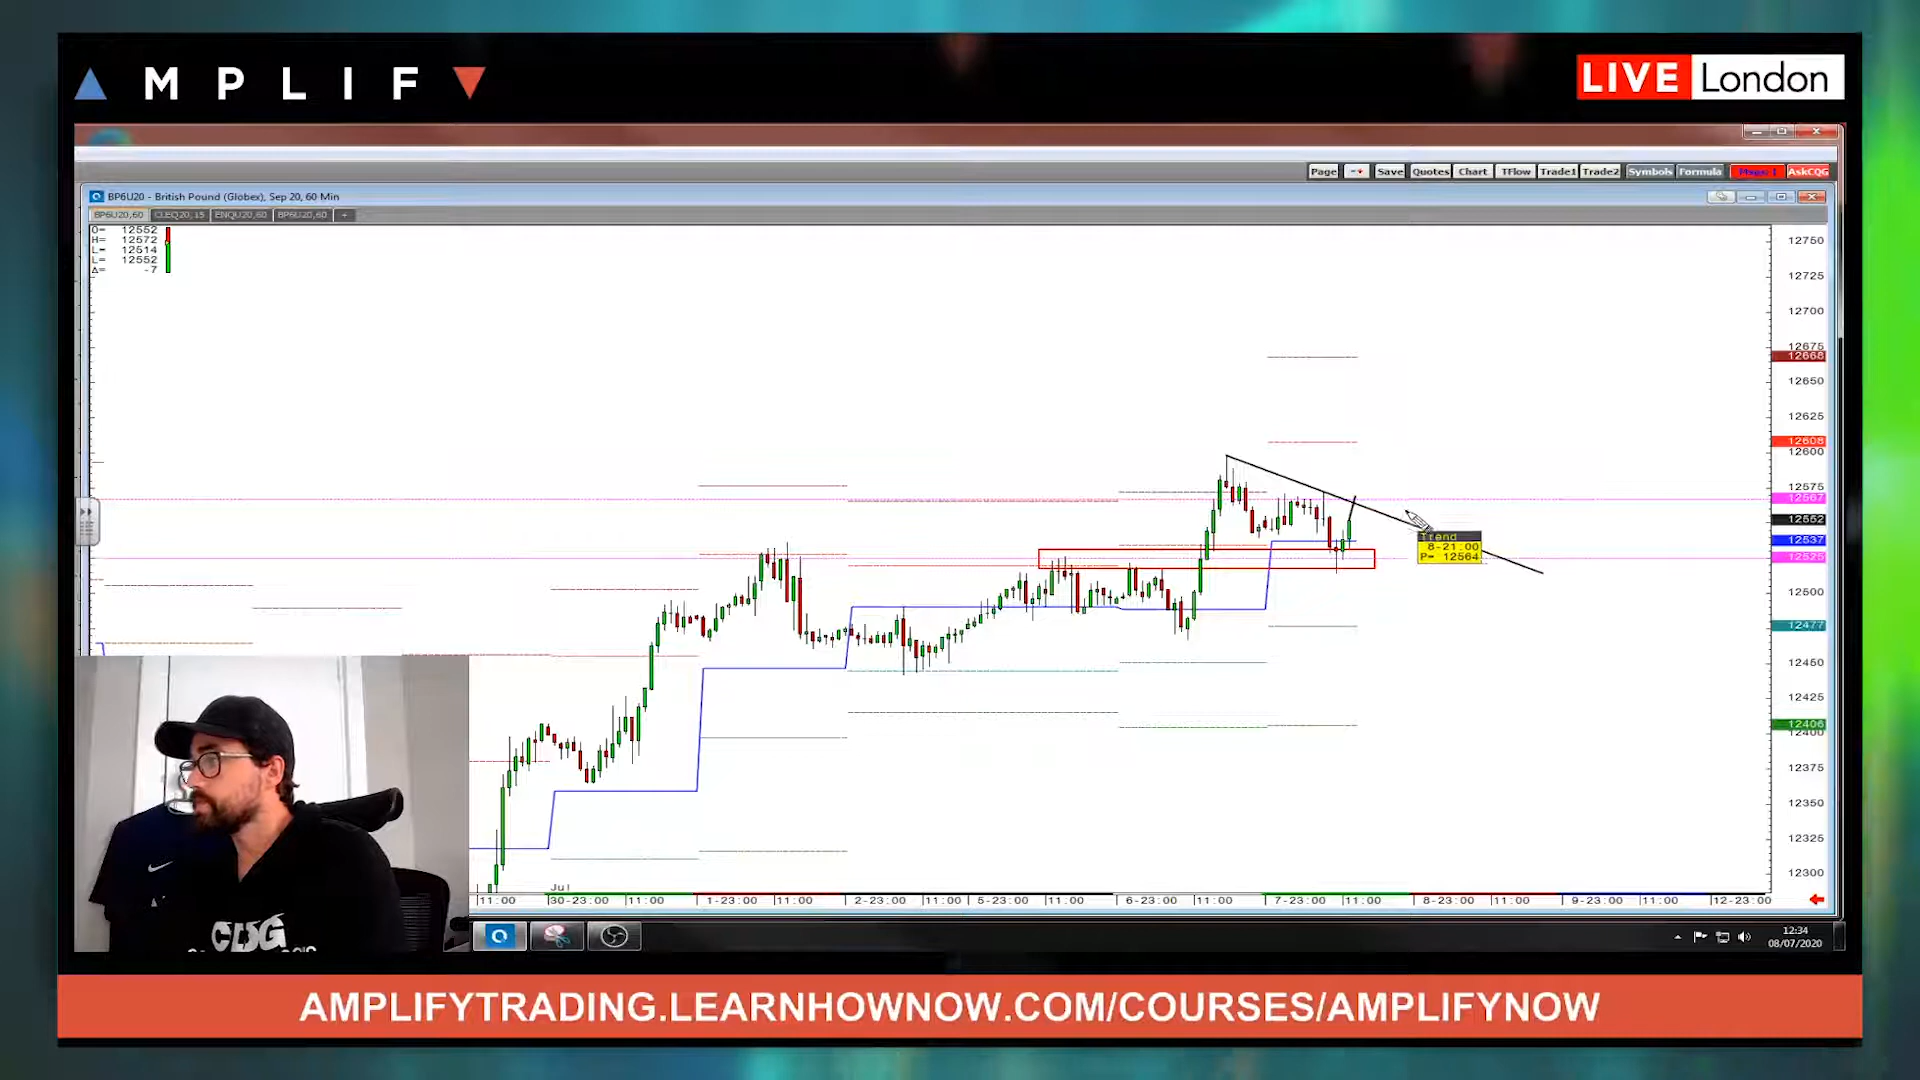 AMPLIFY
LIVE London
Page Save Quotes Chart TFlow Trade1 Trade2 Symbols Formula AskCQG
BP6U20 - British Pound (Globex), Sep 20, 60 Min
BP6U20,60 CLEQ20,15 ENQU20,60 BP6U20,60 +
O= 12552
H= 12572
L= 12514
L= 12552
Δ= -7
12750
12725
12700
12675
12668
12650
12625
12608
12600
12575
12567
12552
12537
12525
12500
12477
12450
12425
12406
12400
12375
12350
12325
12300
Trend
8-21:00
P= 12564
Jul
11:00 30-23:00 11:00 1-23:00 11:00 2-23:00 11:00 5-23:00 11:00 6-23:00 11:00 7-23:00 11:00 8-23:00 11:00 9-23:00 11:00 12-23:00
12:34
08/07/2020
AMPLIFYTRADING.LEARNHOWNOW.COM/COURSES/AMPLIFYNOW